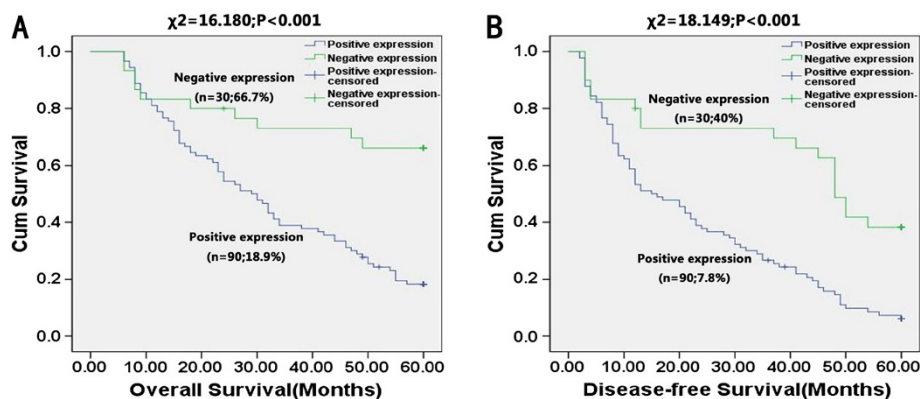 A
χ2=16.180;P<0.001
Cum Survival
1.0
0.8
0.6
0.4
0.2
0.0
Positive expression
Negative expression
Positive expression-
censored
Negative expression-
censored
Negative expression
(n=30;66.7%)
Positive expression
(n=90;18.9%)
0.00 10.00 20.00 30.00 40.00 50.00 60.00
Overall Survival(Months)
B
χ2=18.149;P<0.001
Cum Survival
1.0
0.8
0.6
0.4
0.2
0.0
Positive expression
Negative expression
Positive expression-
censored
Negative expression-
censored
Negative expression
(n=30;40%)
Positive expression
(n=90;7.8%)
0.00 10.00 20.00 30.00 40.00 50.00 60.00
Disease-free Survival(Months)